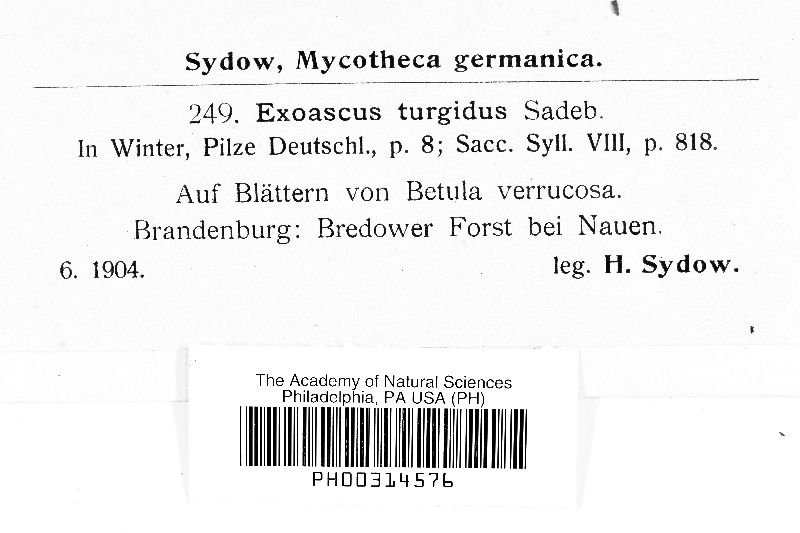 Sydow, Mycotheca germanica.
249. Exoascus turgidus Sadeb.
In Winter, Pilze Deutschl., p. 8; Sacc. Syll. VIII, p. 818.
Auf Blättern von Betula verrucosa.
Brandenburg: Bredower Forst bei Nauen.
6. 1904. leg. H. Sydow.
The Academy of Natural Sciences
Philadelphia, PA USA (PH)
PH00314576